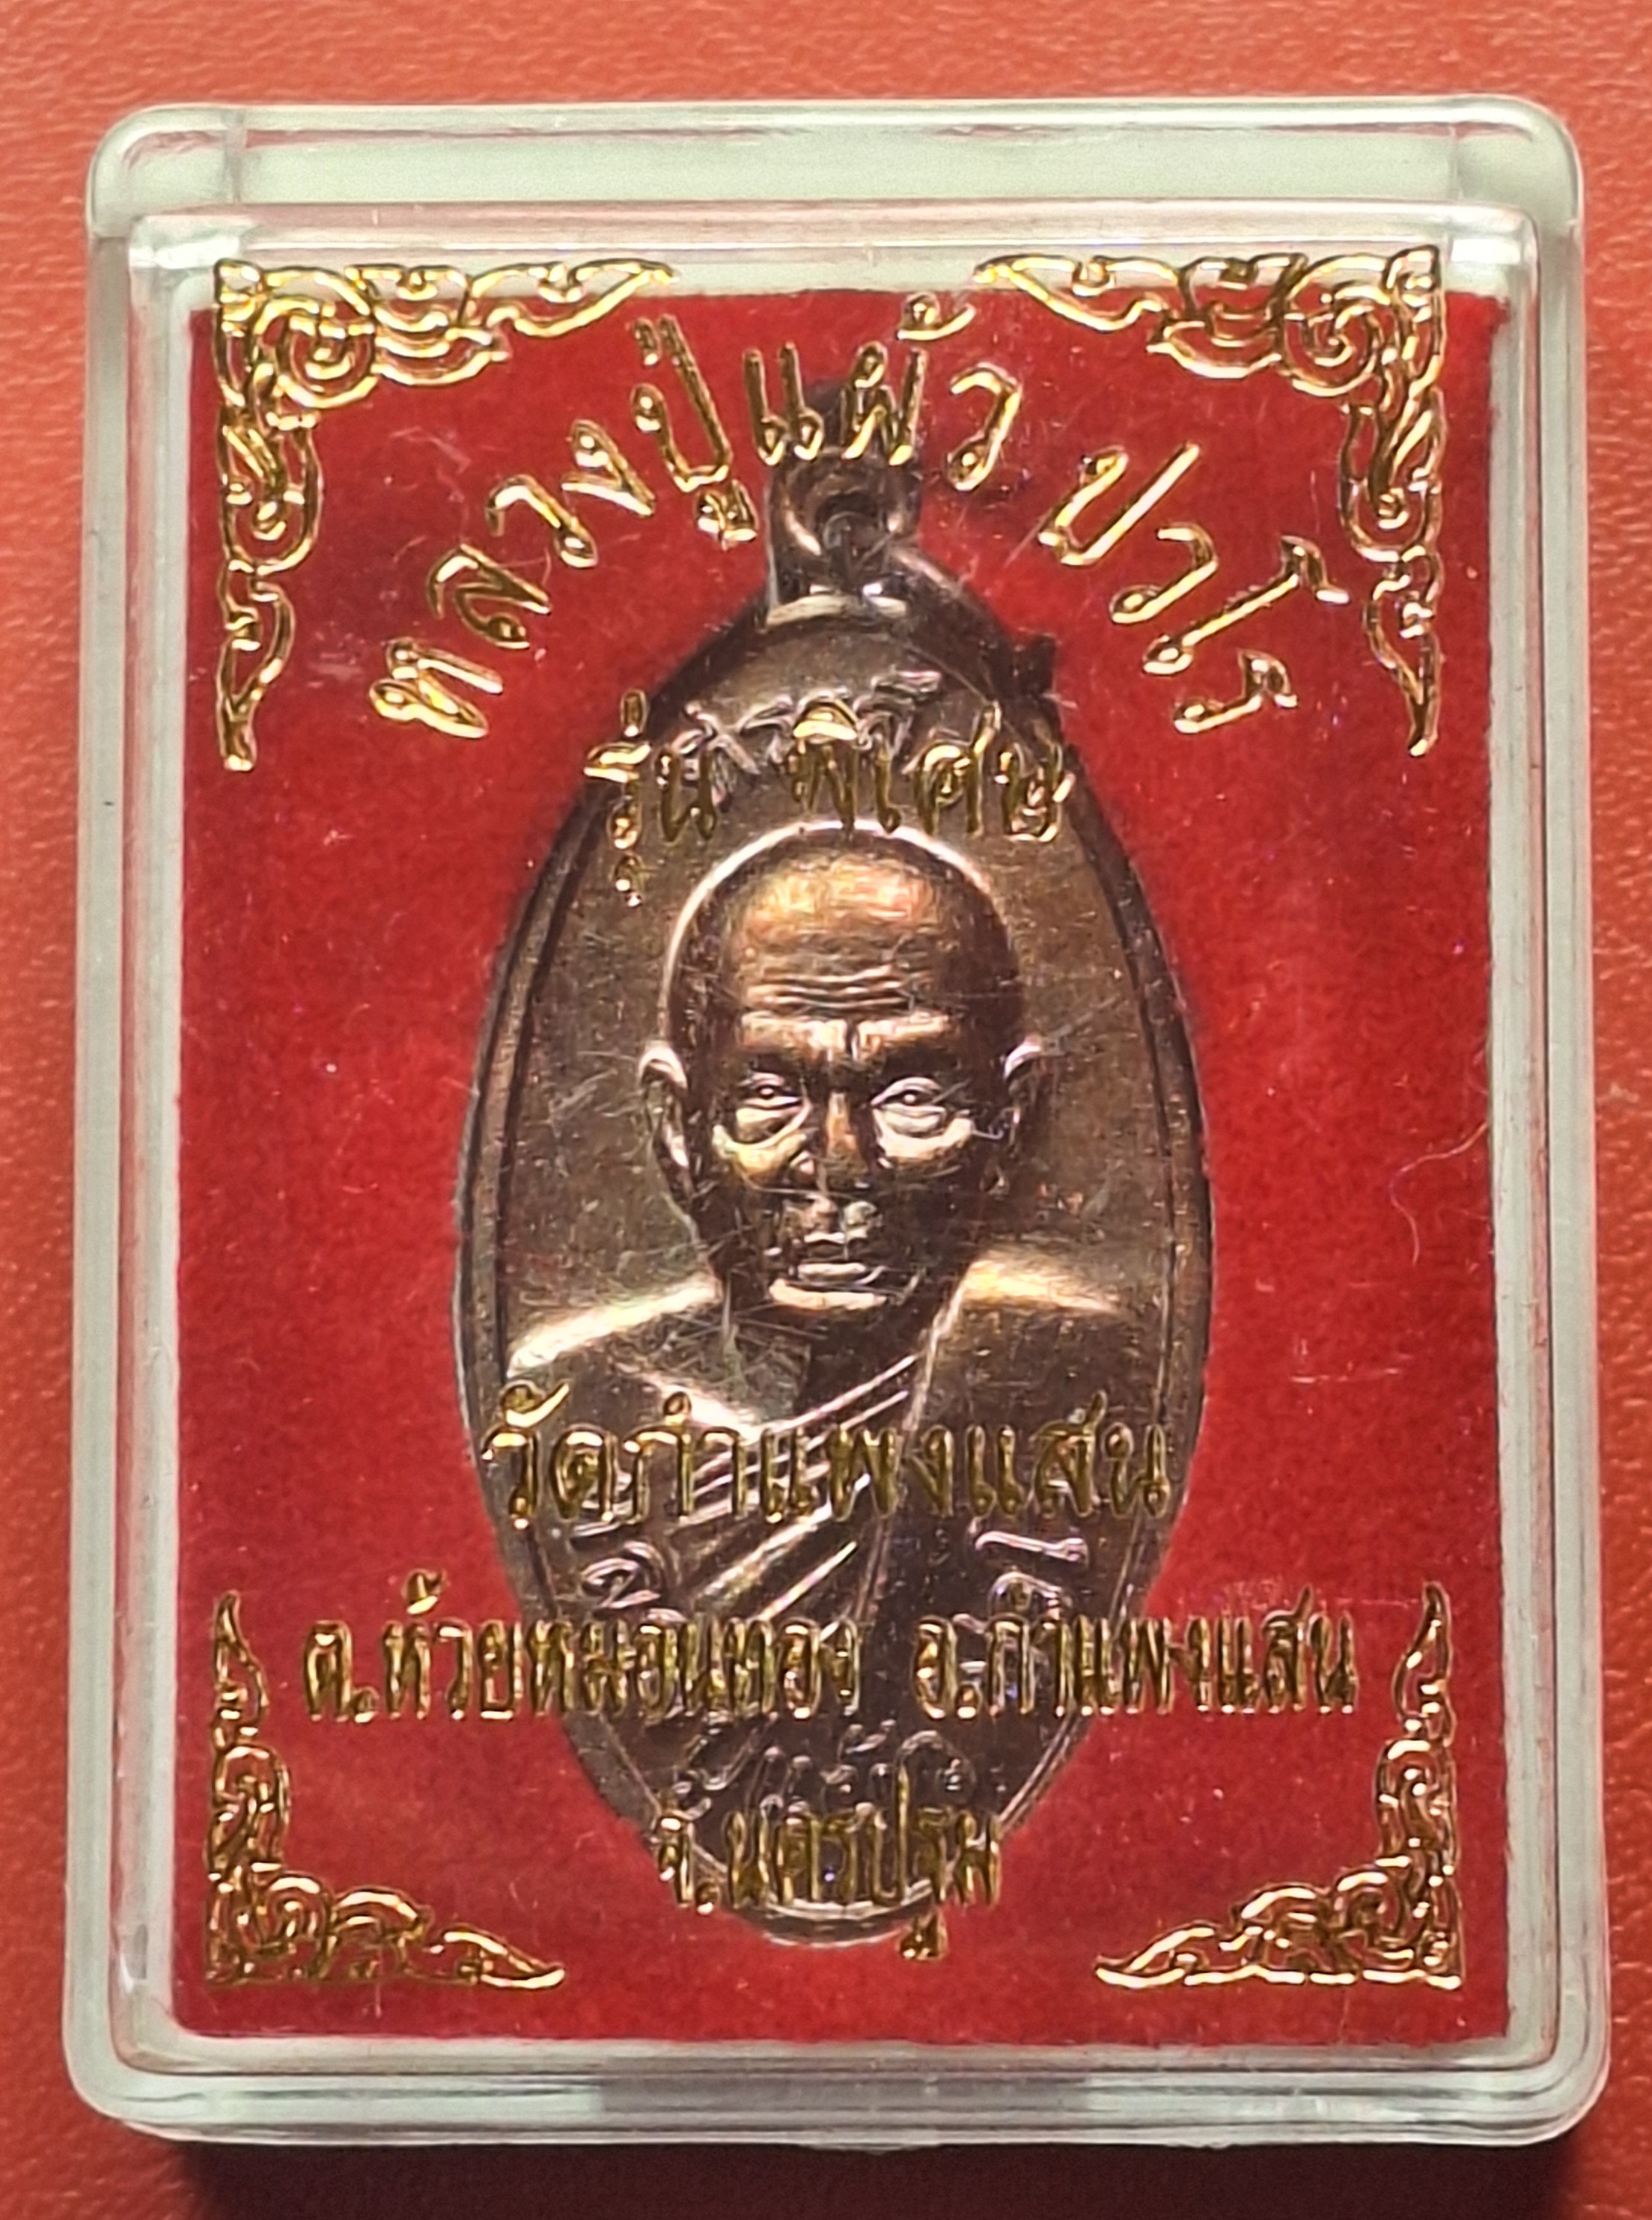 หลวงปู่แผ้ว ปวโร
รุ่น พิเศษ
วัดกำแพงแสน
ต.ห้วยหมอนทอง อ.กำแพงแสน
จ.นครปฐม